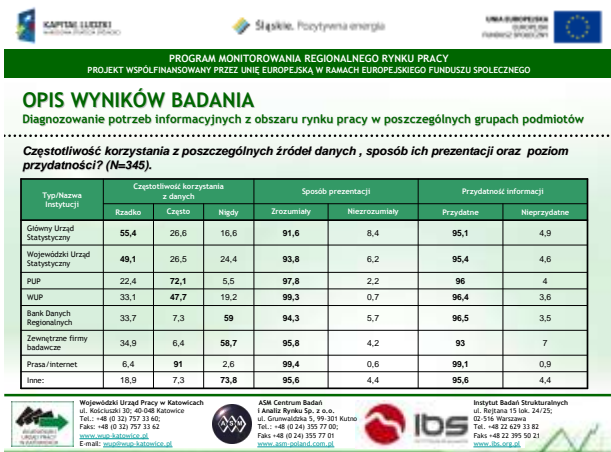 KAPITAŁ LUDZKI
NARODOWA STRATEGIA SPÓJNOŚCI
Śląskie. Pozytywna energia
UNIA EUROPEJSKA
EUROPEJSKI
FUNDUSZ SPOŁECZNY
PROGRAM MONITOROWANIA REGIONALNEGO RYNKU PRACY
PROJEKT WSPÓŁFINANSOWANY PRZEZ UNIĘ EUROPEJSKĄ W RAMACH EUROPEJSKIEGO FUNDUSZU SPOŁECZNEGO
OPIS WYNIKÓW BADANIA
Diagnozowanie potrzeb informacyjnych z obszaru rynku pracy w poszczególnych grupach podmiotów
Częstotliwość korzystania z poszczególnych źródeł danych , sposób ich prezentacji oraz poziom
przydatności? (N=345).
Typ/Nazwa Instytucji Częstotliwość korzystania z danych Sposób prezentacji Przydatność informacji
Rzadko Często Nigdy Zrozumiały Niezrozumiały Przydatne Nieprzydatne
Główny Urząd Statystyczny 55,4 26,6 16,6 91,6 8,4 95,1 4,9
Wojewódzki Urząd Statystyczny 49,1 26,5 24,4 93,8 6,2 95,4 4,6
PUP 22,4 72,1 5,5 97,8 2,2 96 4
WUP 33,1 47,7 19,2 99,3 0,7 96,4 3,6
Bank Danych Regionalnych 33,7 7,3 59 94,3 5,7 96,5 3,5
Zewnętrzne firmy badawcze 34,9 6,4 58,7 95,8 4,2 93 7
Prasa/internet 6,4 91 2,6 99,4 0,6 99,1 0,9
Inne: 18,9 7,3 73,8 95,6 4,4 95,6 4,4
Wojewódzki Urząd Pracy w Katowicach
ul. Kościuszki 30; 40-048 Katowice
Tel.: +48 (0 32) 757 33 60;
Faks: +48 (0 32) 757 33 62
www.wup-katowice.pl
E-mail: wup@wup-katowice.pl
ASM
ASM Centrum Badań
i Analiz Rynku Sp. z o.o.
ul. Grunwaldzka 5, 99-301 Kutno
Tel.: +48 (0 24) 355 77 00;
Faks +48 (0 24) 355 77 01
www.asm-poland.com.pl
ibs
Instytut Badań Strukturalnych
ul. Rejtana 15 lok. 24/25;
02-516 Warszawa
Tel. +48 22 629 33 82
Faks +48 22 395 50 21
www.ibs.org.pl